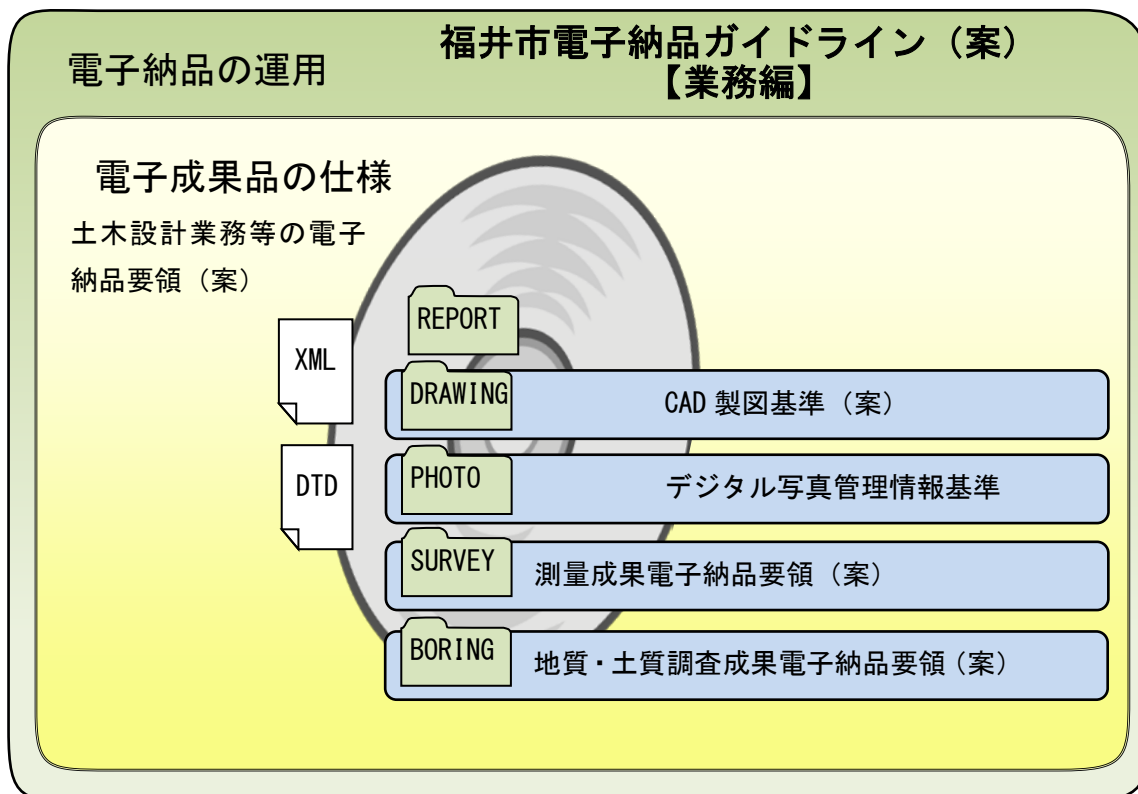 福井市電子納品ガイドライン（案）
電子納品の運用
【業務編】
電子成果品の仕様
土木設計業務等の電子
納品要領（案）
REPORT
XML
DRAWING
CAD 製図基準（案）
DTD
PHOTO
デジタル写真管理情報基準
SURVEY
測量成果電子納品要領（案）
BORING
地質・土質調査成果電子納品要領（案）